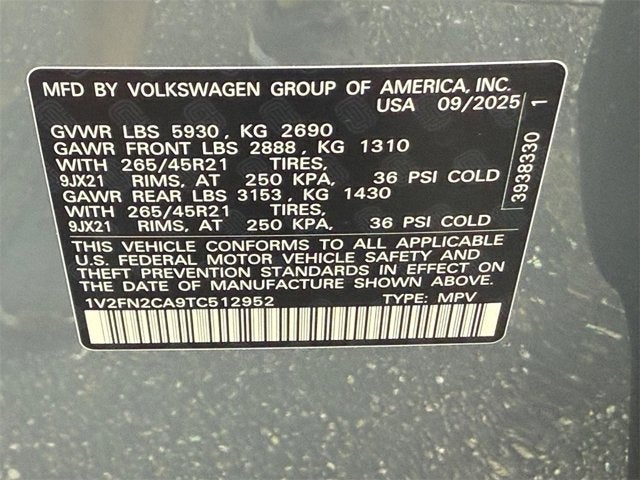 MFD BY VOLKSWAGEN GROUP OF AMERICA, INC.
USA 09/2025
GVWR LBS 5930, KG 2690
GAWR FRONT LBS 2888, KG 1310
WITH 265/45R21 TIRES,
9JX21 RIMS, AT 250 KPA, 36 PSI COLD
GAWR REAR LBS 3153, KG 1430
WITH 265/45R21 TIRES,
9JX21 RIMS, AT 250 KPA, 36 PSI COLD
THIS VEHICLE CONFORMS TO ALL APPLICABLE
U.S. FEDERAL MOTOR VEHICLE SAFETY AND
THEFT PREVENTION STANDARDS IN EFFECT ON
THE DATE OF MANUFACTURE SHOWN ABOVE.
1V2FN2CA9TC512952 TYPE: MPV
3938330 1